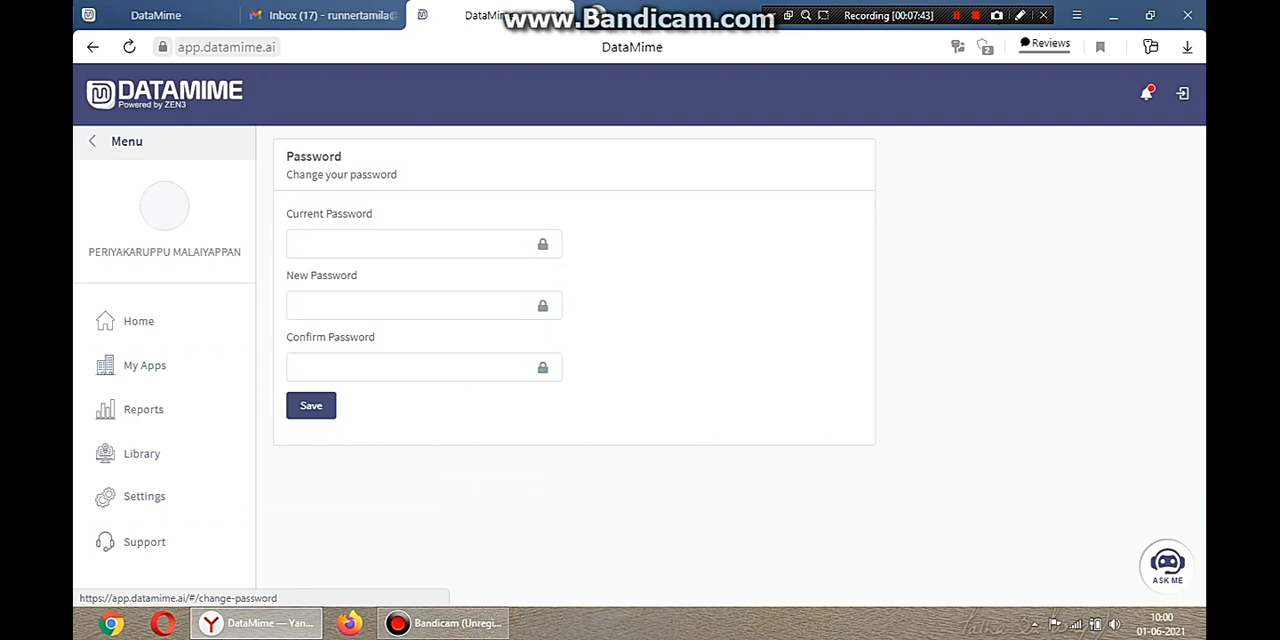 DataMime
Inbox (17) - runnertamila@
DataMi
www.Bandicam.com
Recording [00:07:43]
app.datamime.ai
DataMime
2
Reviews
DATAMIME
Powered by ZEN3
Menu
PERIYAKARUPPU MALAIYAPPAN
Home
My Apps
Reports
Library
Settings
Support
Password
Change your password
Current Password
New Password
Confirm Password
Save
ASK ME
https://app.datamime.ai/#/change-password
DataMime — Yan...
Bandicam (Unregi...
10:00
01-06-2021